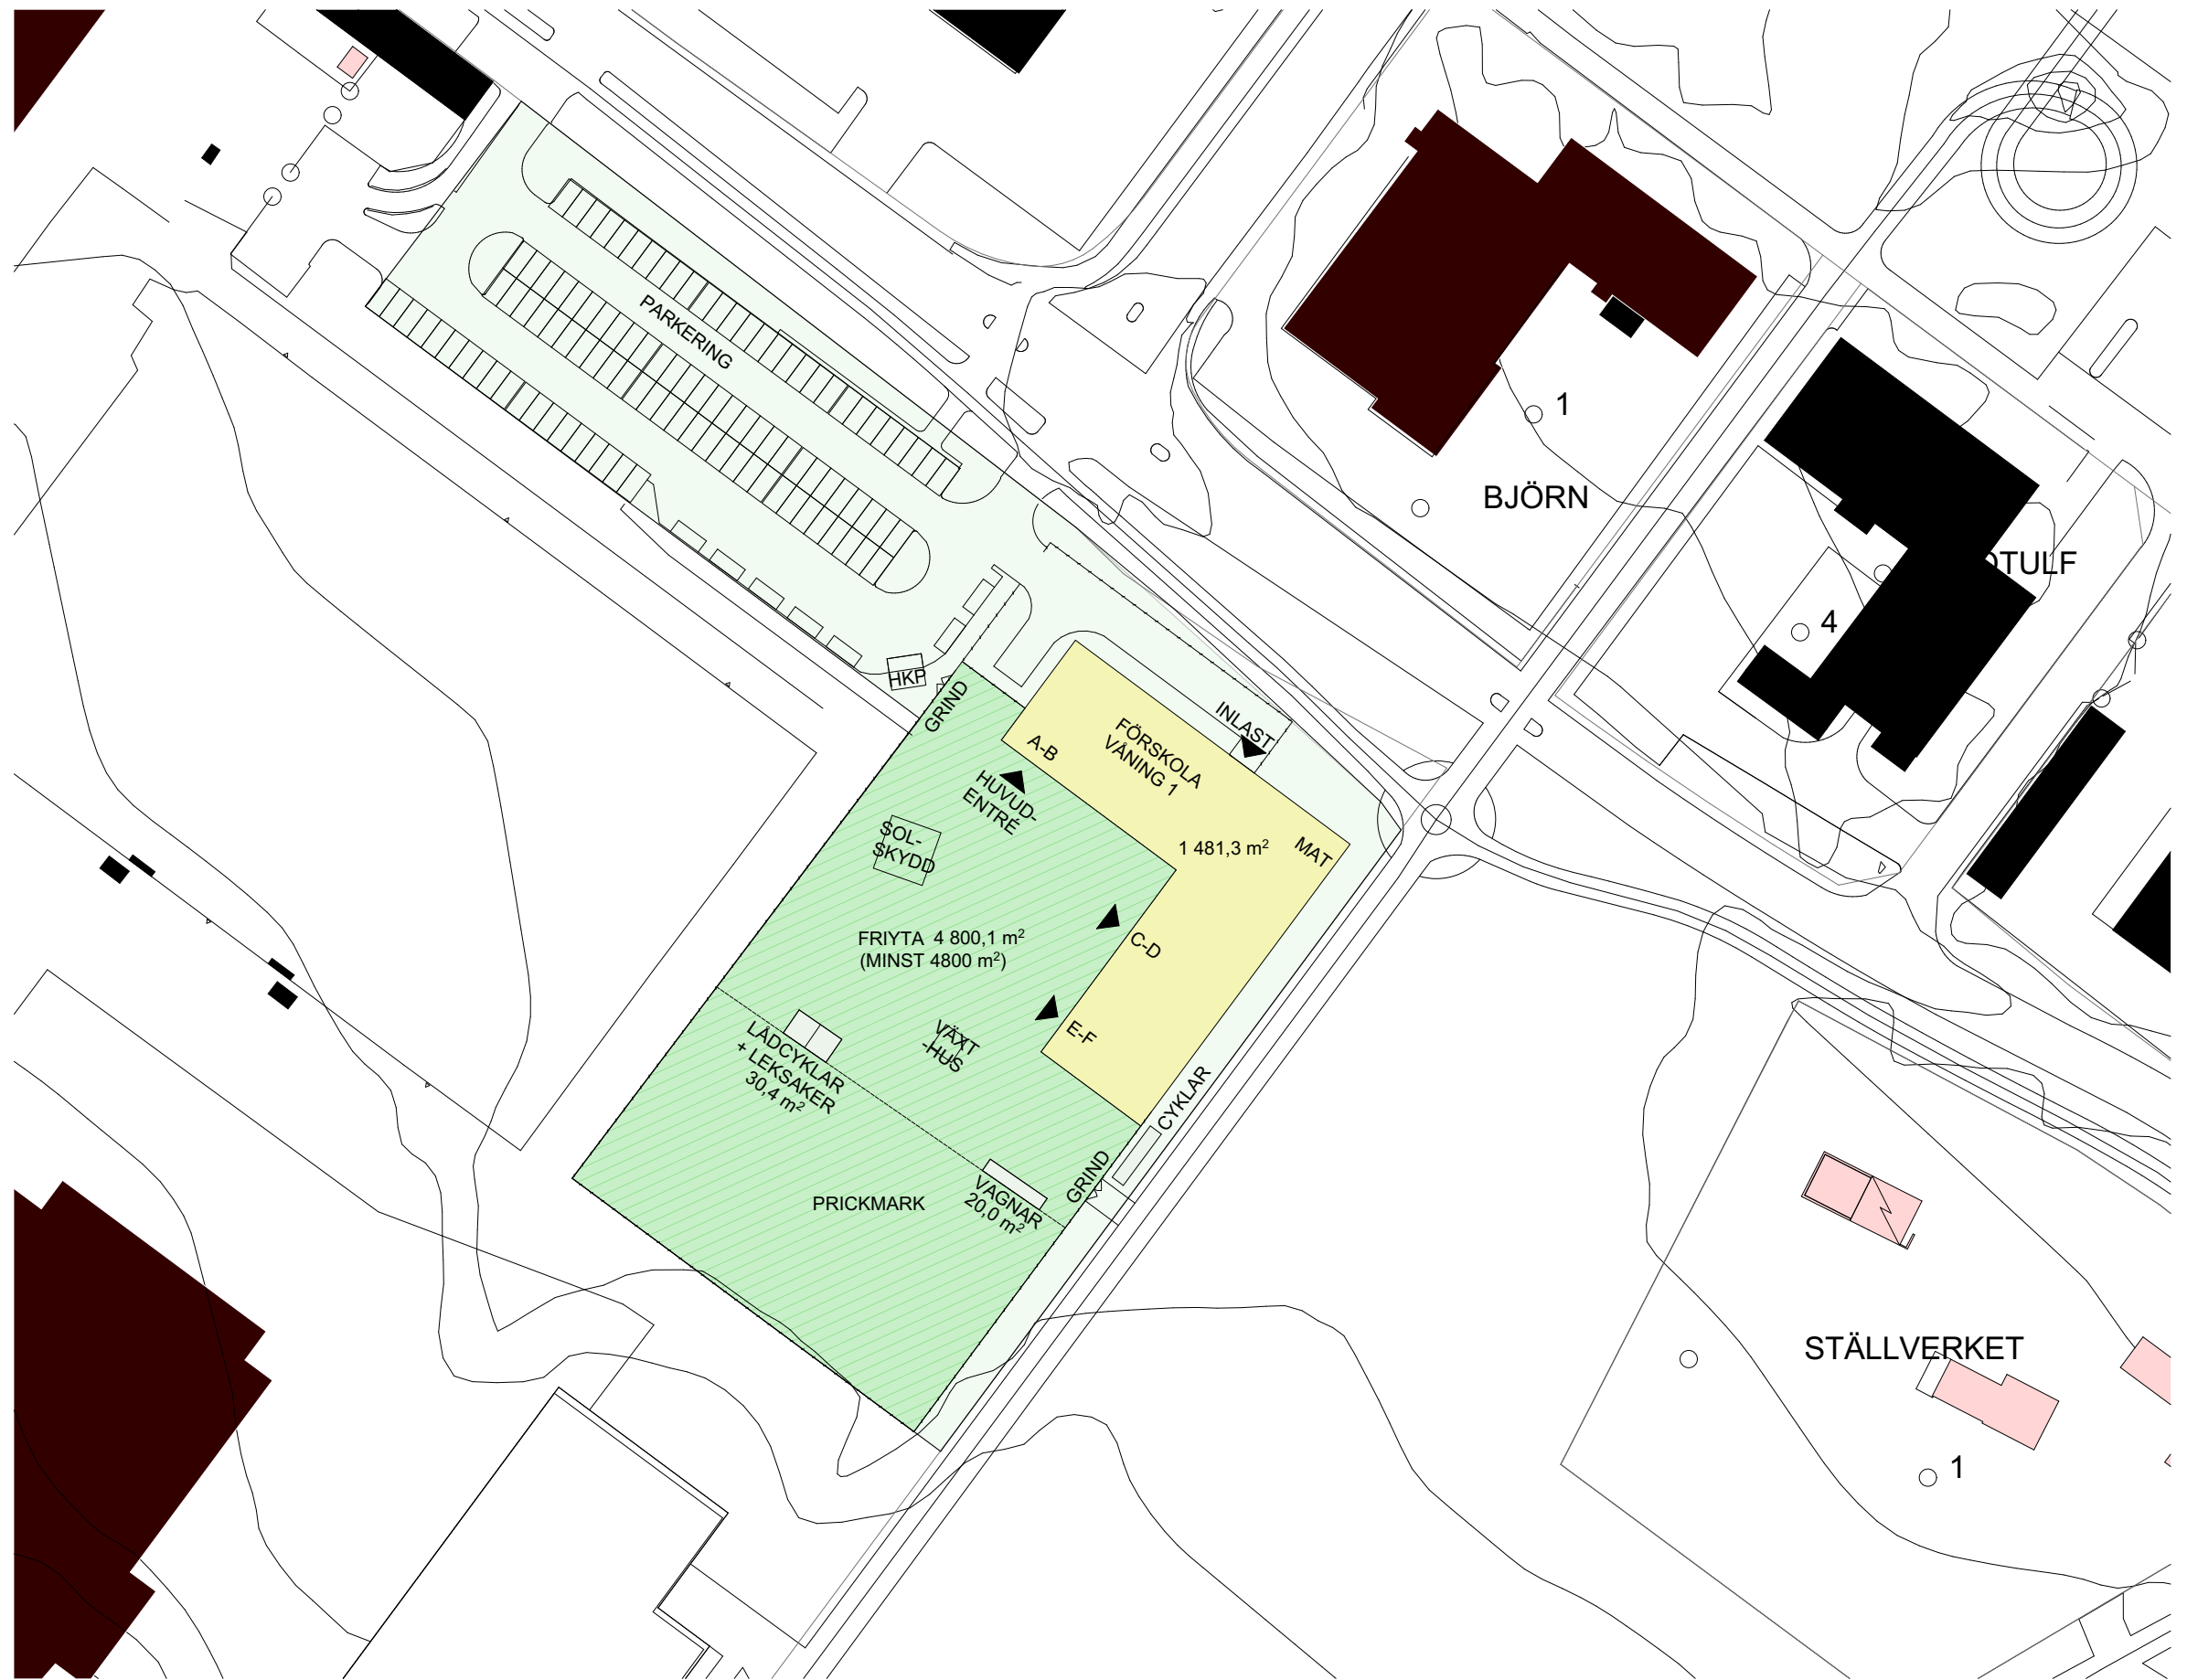 PARKERING
1
BJÖRN
4
HKP
GRIND
INLAST
FÖRSKOLA
VÅNING 1
A-B
HUVUD-
ENTRÉ
SOL-
SKYDD
1 481,3 m²
MAT
FRIYTA 4 800,1 m²
(MINST 4800 m²)
C-D
E-F
VÄXT
-HUS
LÅDCYKLAR
+ LEKSAKER
30,4 m²
CYKLAR
GRIND
VAGNAR
20,0 m²
PRICKMARK
STÄLLVERKET
1